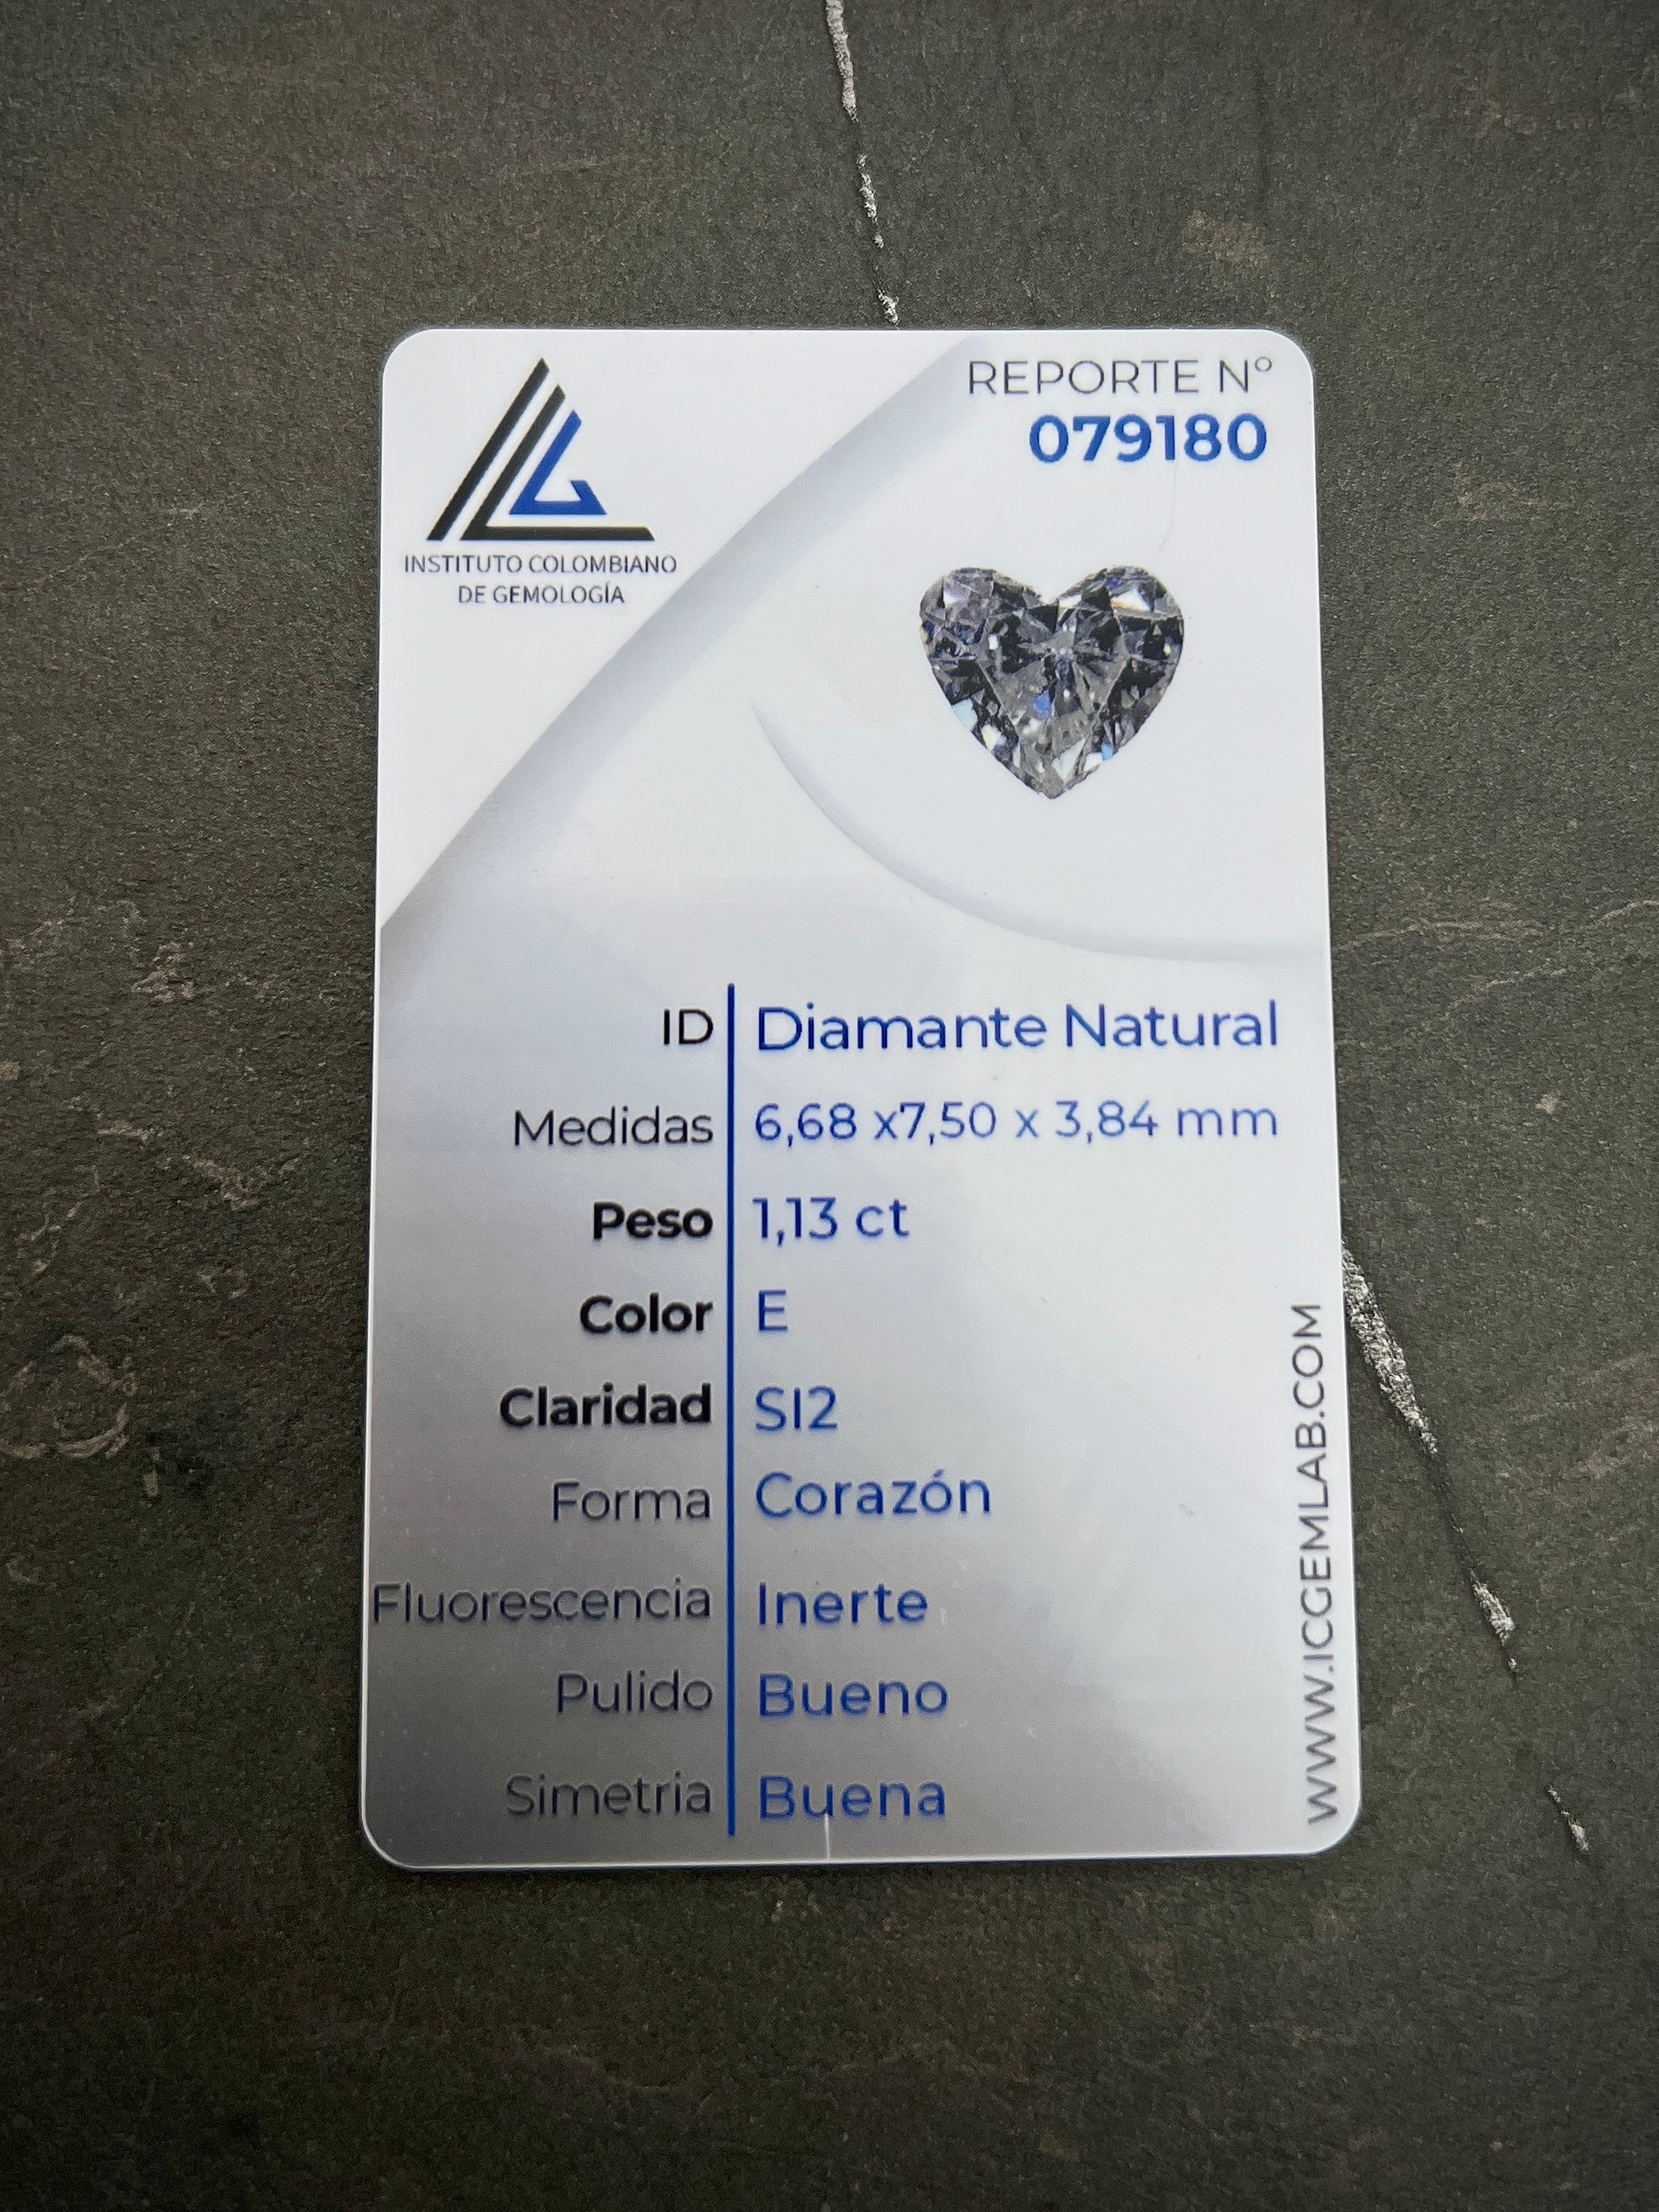 REPORTE Nº
079180
INSTITUTO COLOMBIANO
DE GEMOLOGÍA
ID Diamante Natural
Medidas 6,68 x7,50 x 3,84 mm
Peso 1,13 ct
Color E
Claridad SI2
Forma Corazón
Fluorescencia Inerte
Pulido Bueno
Simetria Buena
WWW.ICGEMLAB.COM